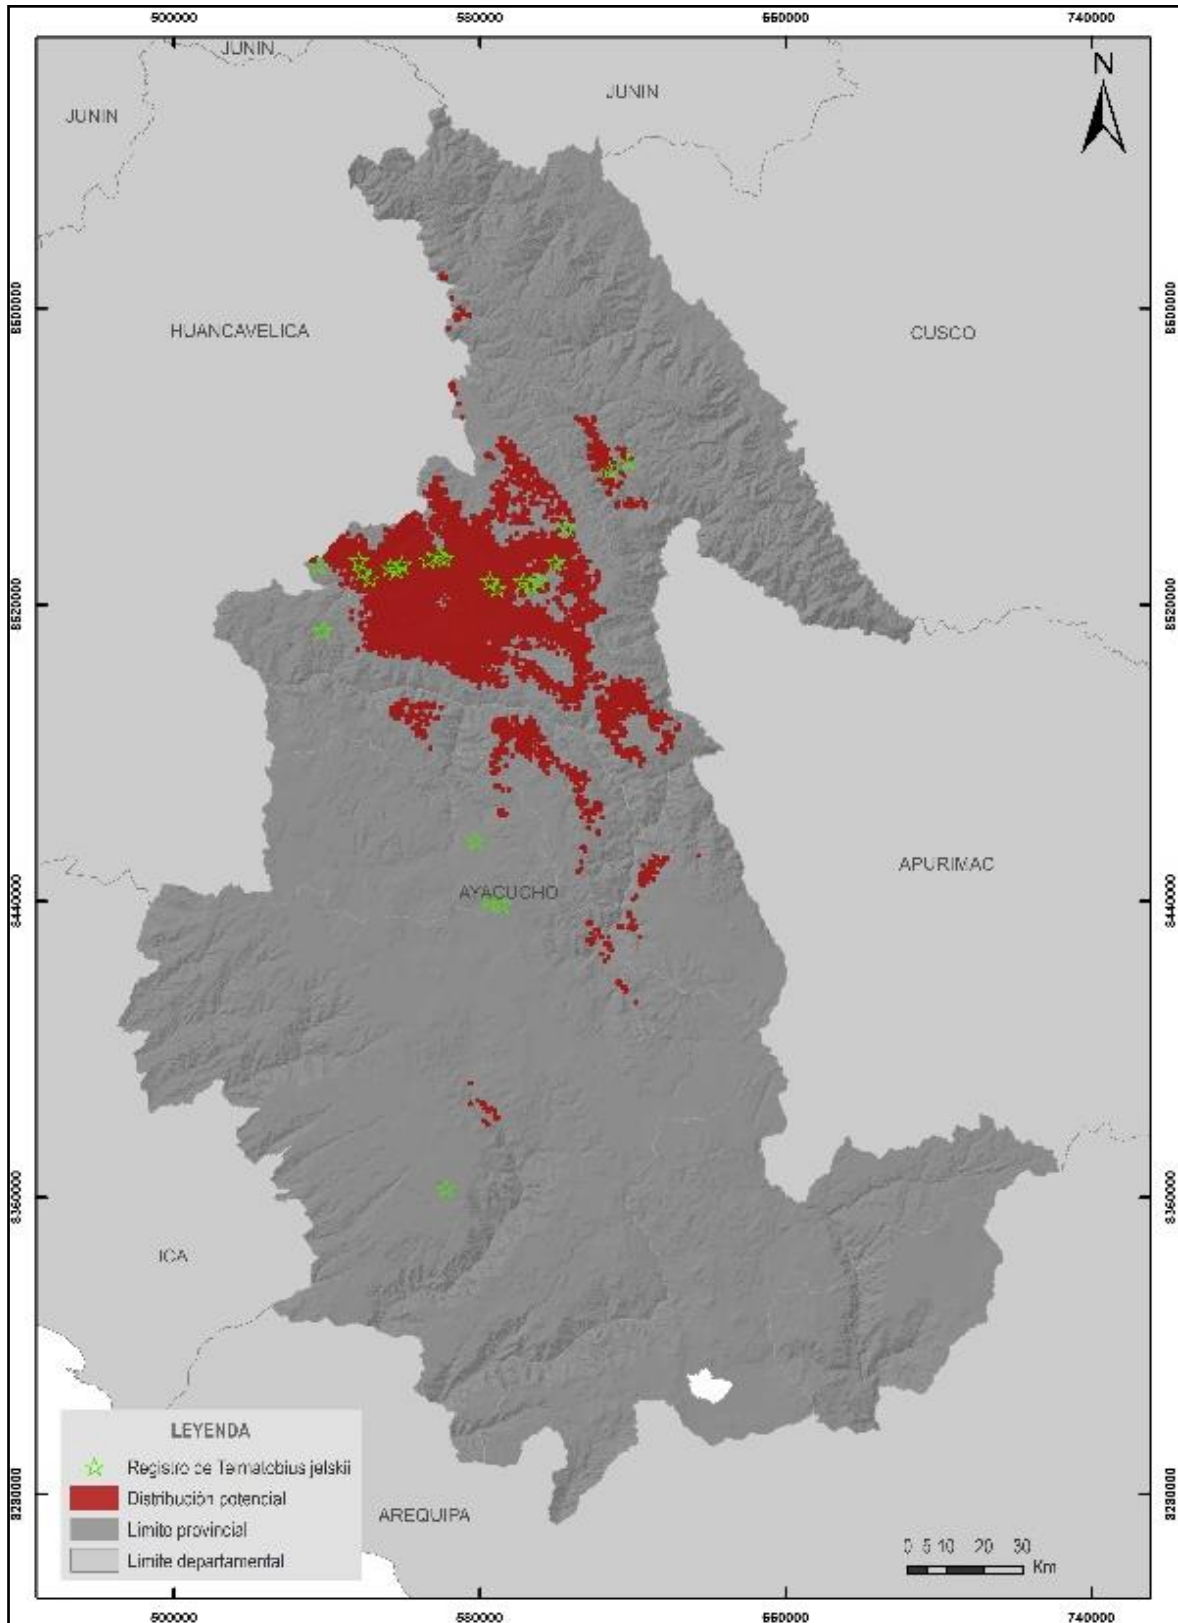 500000 580000 660000 740000
JUNIN
JUNIN
JUNIN
N
8600000
8600000
HUANCAVELICA
CUSCO
8520000
8520000
APURIMAC
AYACUCHO
8440000
8440000
8360000
8360000
ICA
LEYENDA
Registro de Telmatobius jelskii
Distribución potencial
Limite provincial
Limite departamental
8280000
8280000
AREQUIPA
0 5 10 20 30
Km
500000 580000 660000 740000